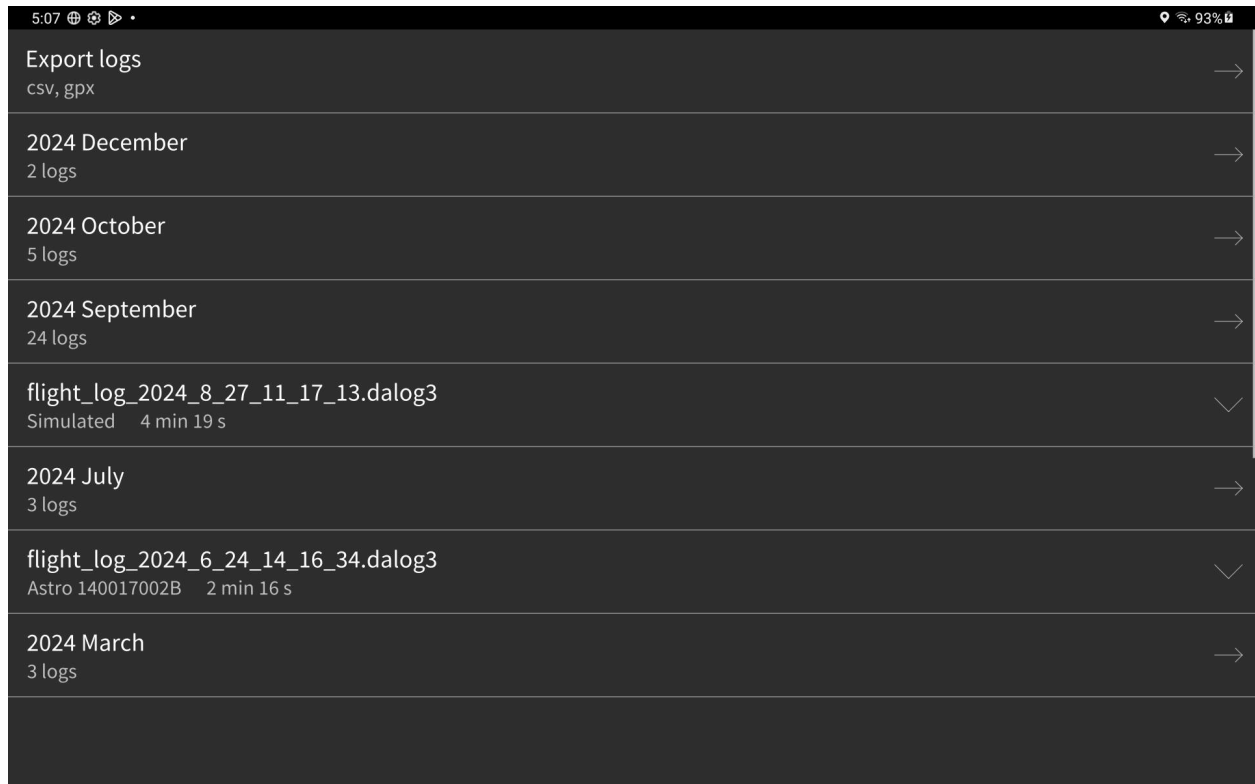 5:07
93%
Export logs
csv, gpx
2024 December
2 logs
2024 October
5 logs
2024 September
24 logs
flight_log_2024_8_27_11_17_13.dalog3
Simulated 4 min 19 s
2024 July
3 logs
flight_log_2024_6_24_14_16_34.dalog3
Astro 140017002B 2 min 16 s
2024 March
3 logs